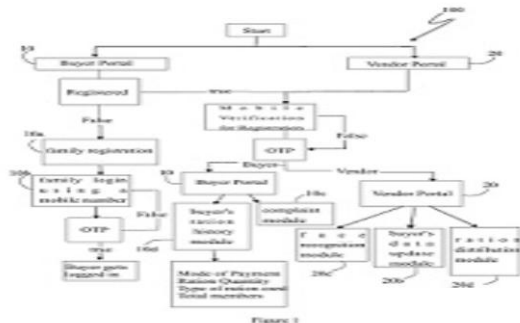 100
Start
10
Buyer Portal
20
Vendor Portal
Registered
true
False
Mobile
Verification
for Registration
False
10a
Family registration
OTP
Buyer
Vendor
10b
family login
using a
mobile number
10
Buyer Portal
10c
complaint
module
20
Vendor Portal
False
OTP
buyer's
ration
history
module
10d
face
recognition
module
20c
buyer's
data
update
module
20b
ration
distribution
module
20d
true
Buyer gets
logged in
Mode of Payment
Ration Quantity
Type of ration card
Total members
Figure 1